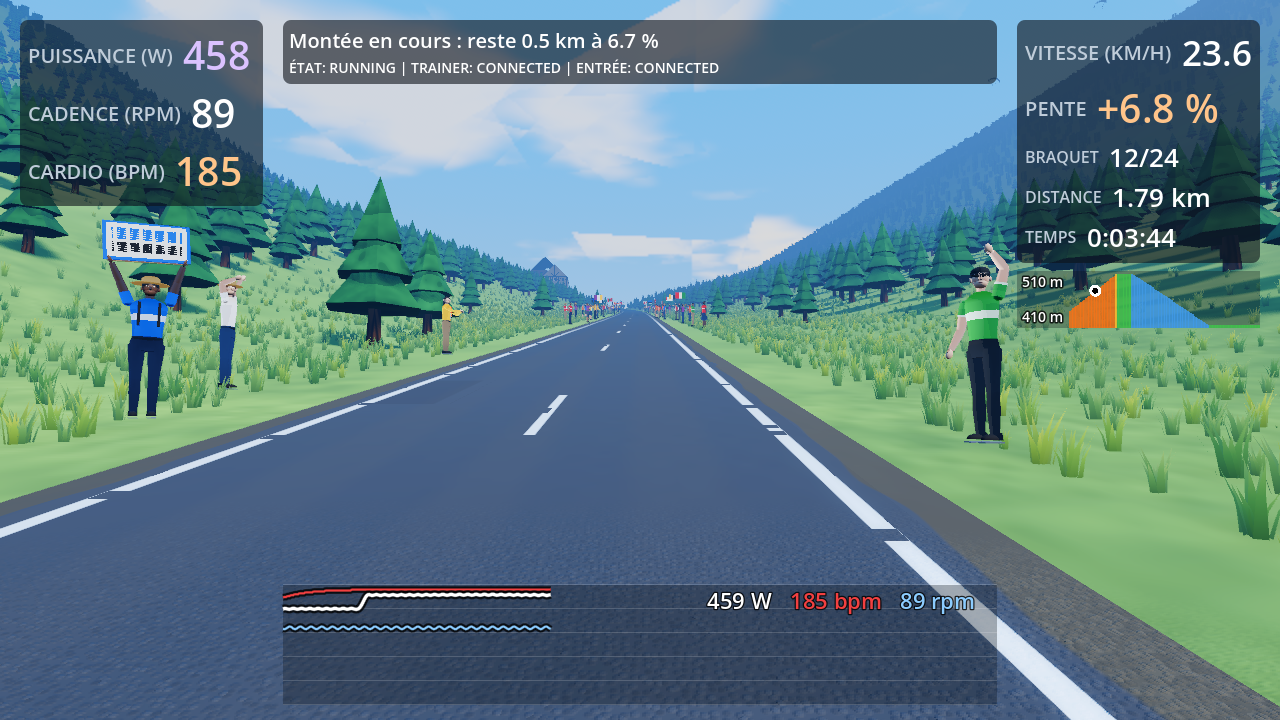 PUISSANCE (W) 458
CADENCE (RPM) 89
CARDIO (BPM) 185
Montée en cours : reste 0.5 km à 6.7 %
ÉTAT: RUNNING | TRAINER: CONNECTED | ENTRÉE: CONNECTED
VITESSE (KM/H) 23.6
PENTE +6.8 %
BRAQUET 12/24
DISTANCE 1.79 km
TEMPS 0:03:44
510 m
410 m
459 W 185 bpm 89 rpm